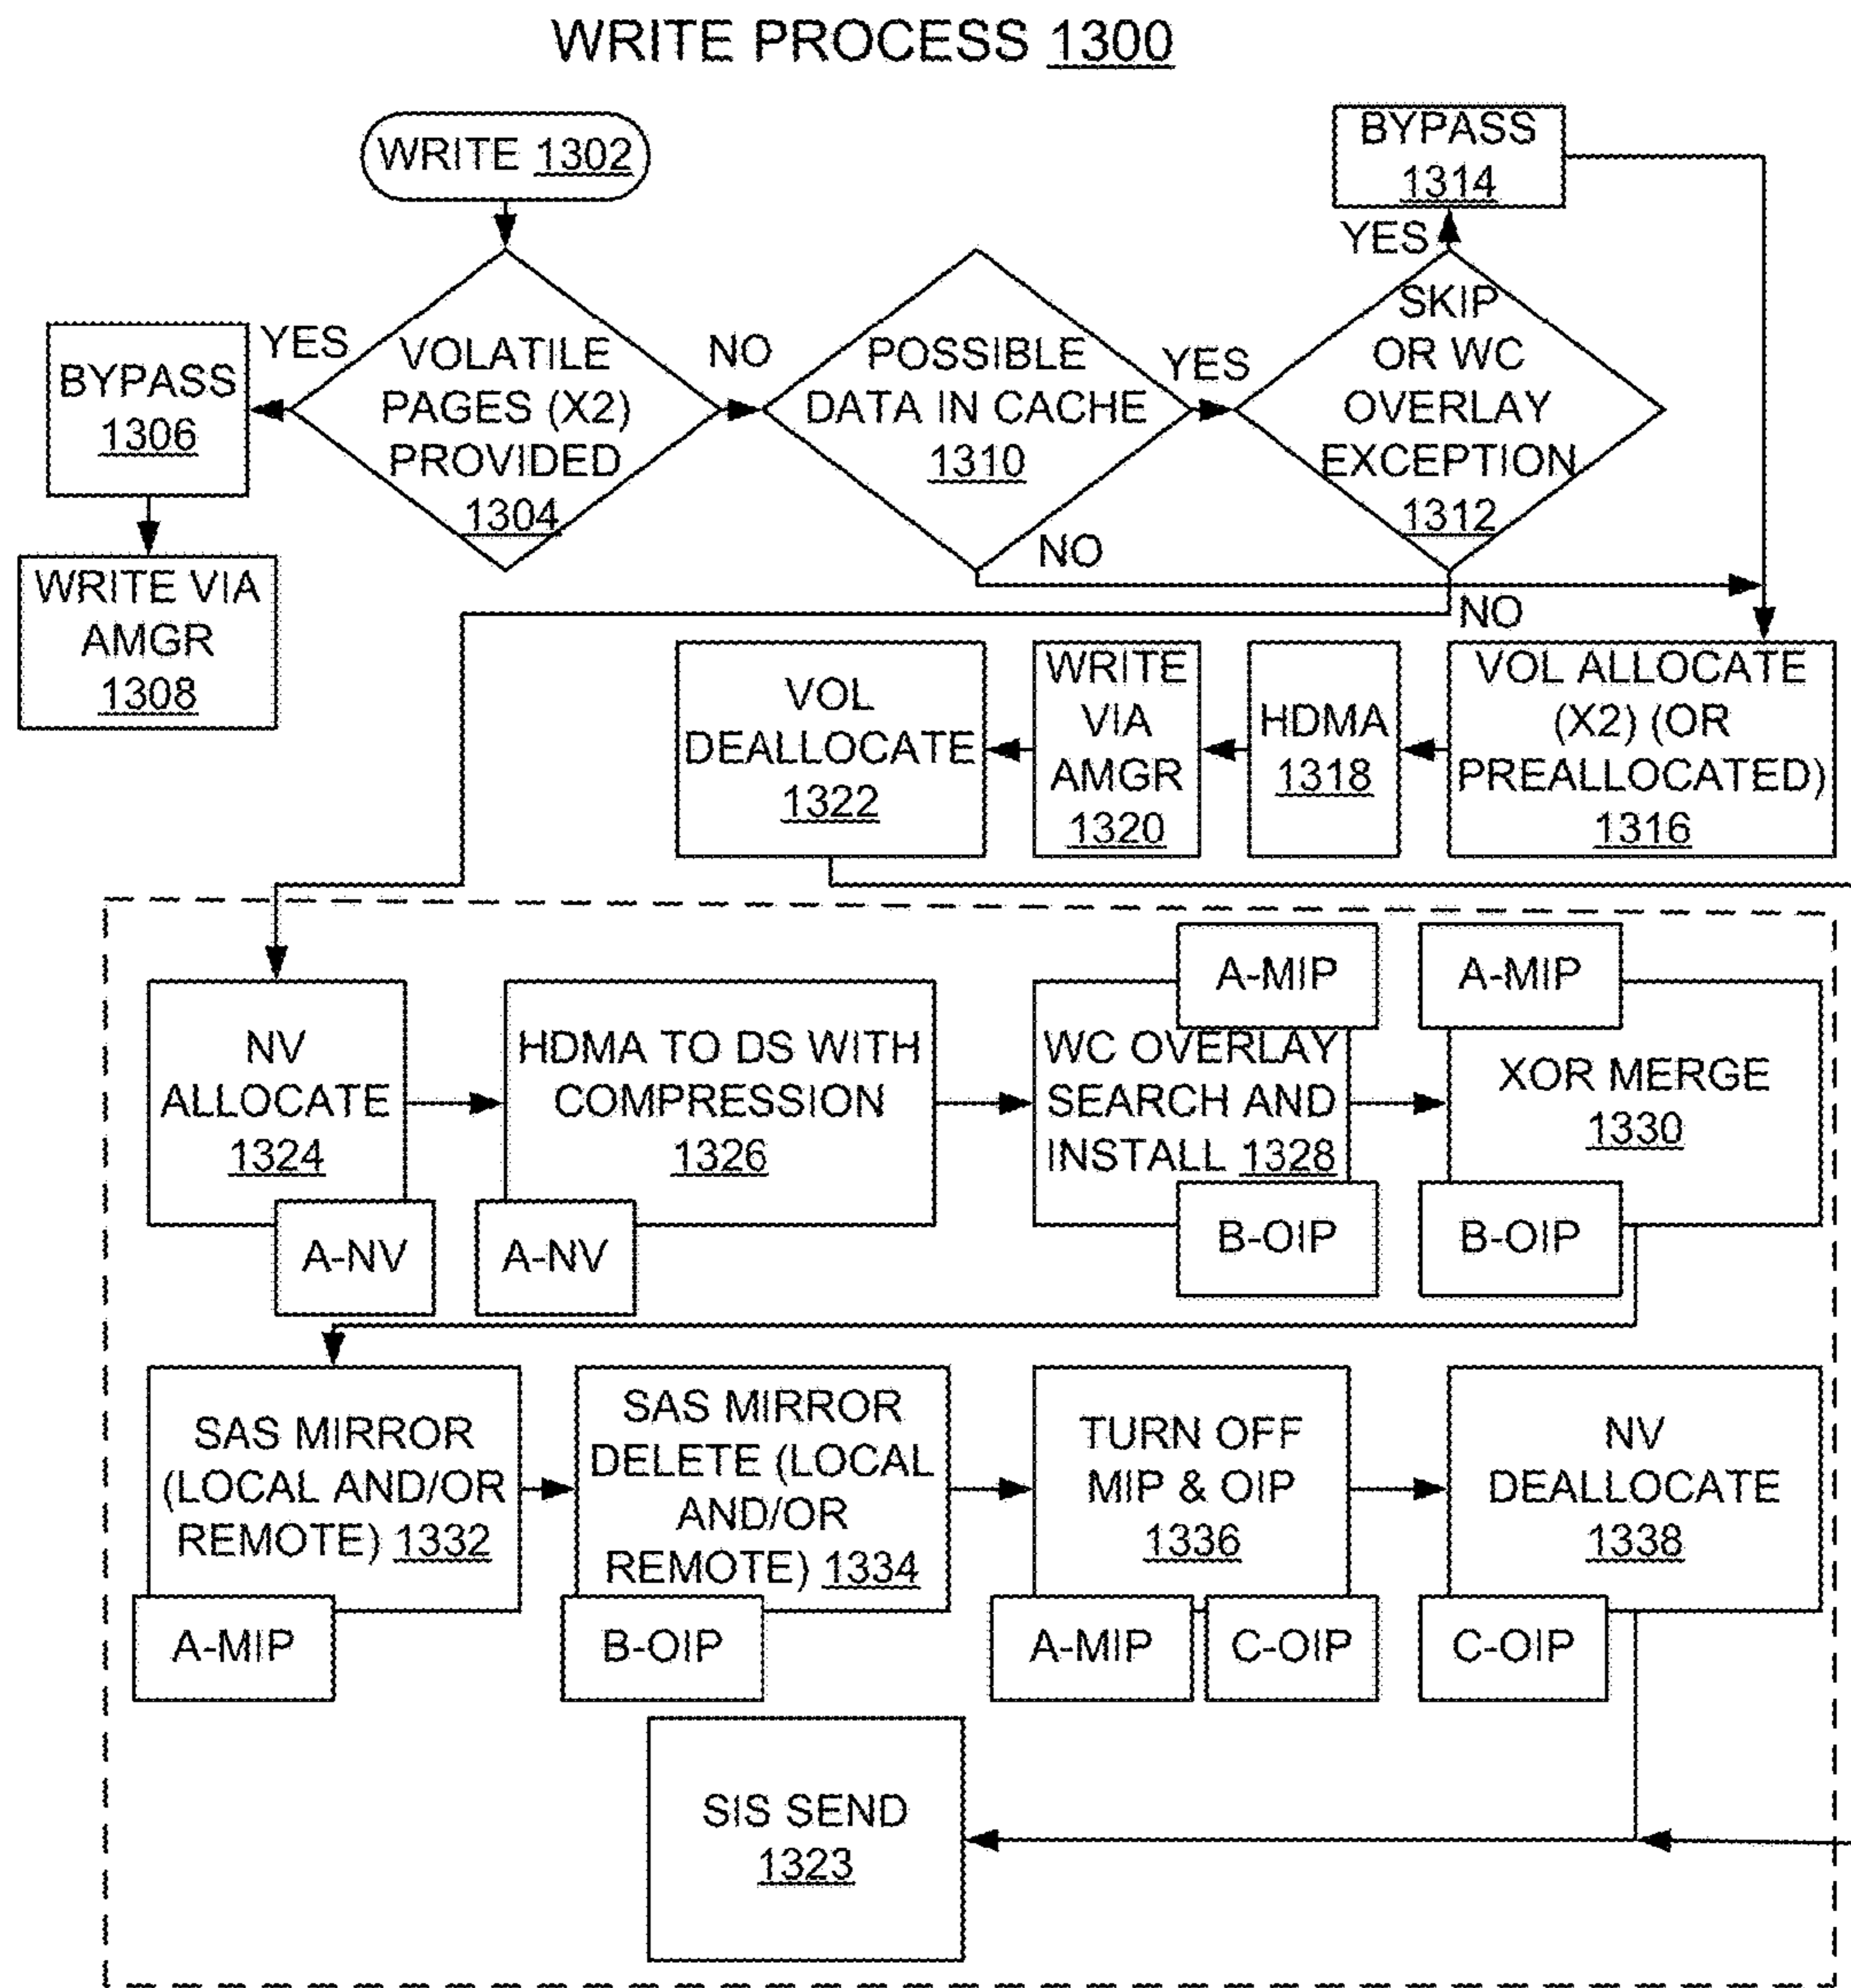 WRITE PROCESS 1300
WRITE 1302
BYPASS
1314
YES
YES
BYPASS
1306
VOLATILE
PAGES (X2)
PROVIDED
1304
NO
POSSIBLE
DATA IN CACHE
1310
YES
SKIP
OR WC
OVERLAY
EXCEPTION
1312
NO
NO
WRITE VIA
AMGR
1308
VOL
DEALLOCATE
1322
WRITE
VIA
AMGR
1320
HDMA
1318
VOL ALLOCATE
(X2) (OR
PREALLOCATED)
1316
NV
ALLOCATE
1324
A-NV
HDMA TO DS WITH
COMPRESSION
1326
A-NV
A-MIP
WC OVERLAY
SEARCH AND
INSTALL 1328
B-OIP
A-MIP
XOR MERGE
1330
B-OIP
SAS MIRROR
(LOCAL AND/OR
REMOTE) 1332
A-MIP
SAS MIRROR
DELETE (LOCAL
AND/OR
REMOTE) 1334
B-OIP
TURN OFF
MIP & OIP
1336
A-MIP
C-OIP
NV
DEALLOCATE
1338
C-OIP
SIS SEND
1323